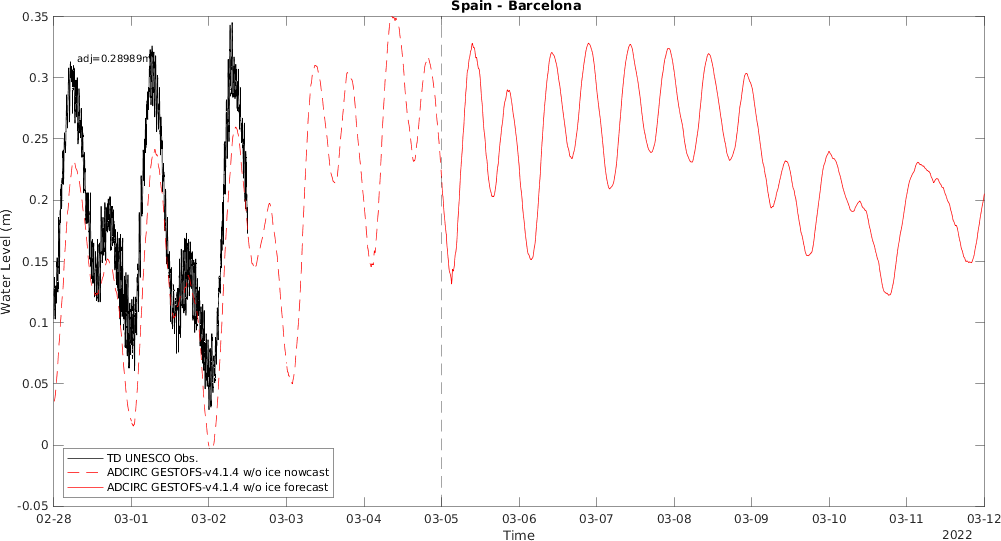 Spain - Barcelona
0.35
0.3
0.25
0.2
0.15
0.1
0.05
0
-0.05
Water Level (m)
adj=0.28989m
TD UNESCO Obs.
ADCIRC GESTOFS-v4.1.4 w/o ice nowcast
ADCIRC GESTOFS-v4.1.4 w/o ice forecast
02-28 03-01 03-02 03-03 03-04 03-05 03-06 03-07 03-08 03-09 03-10 03-11 03-12
Time
2022